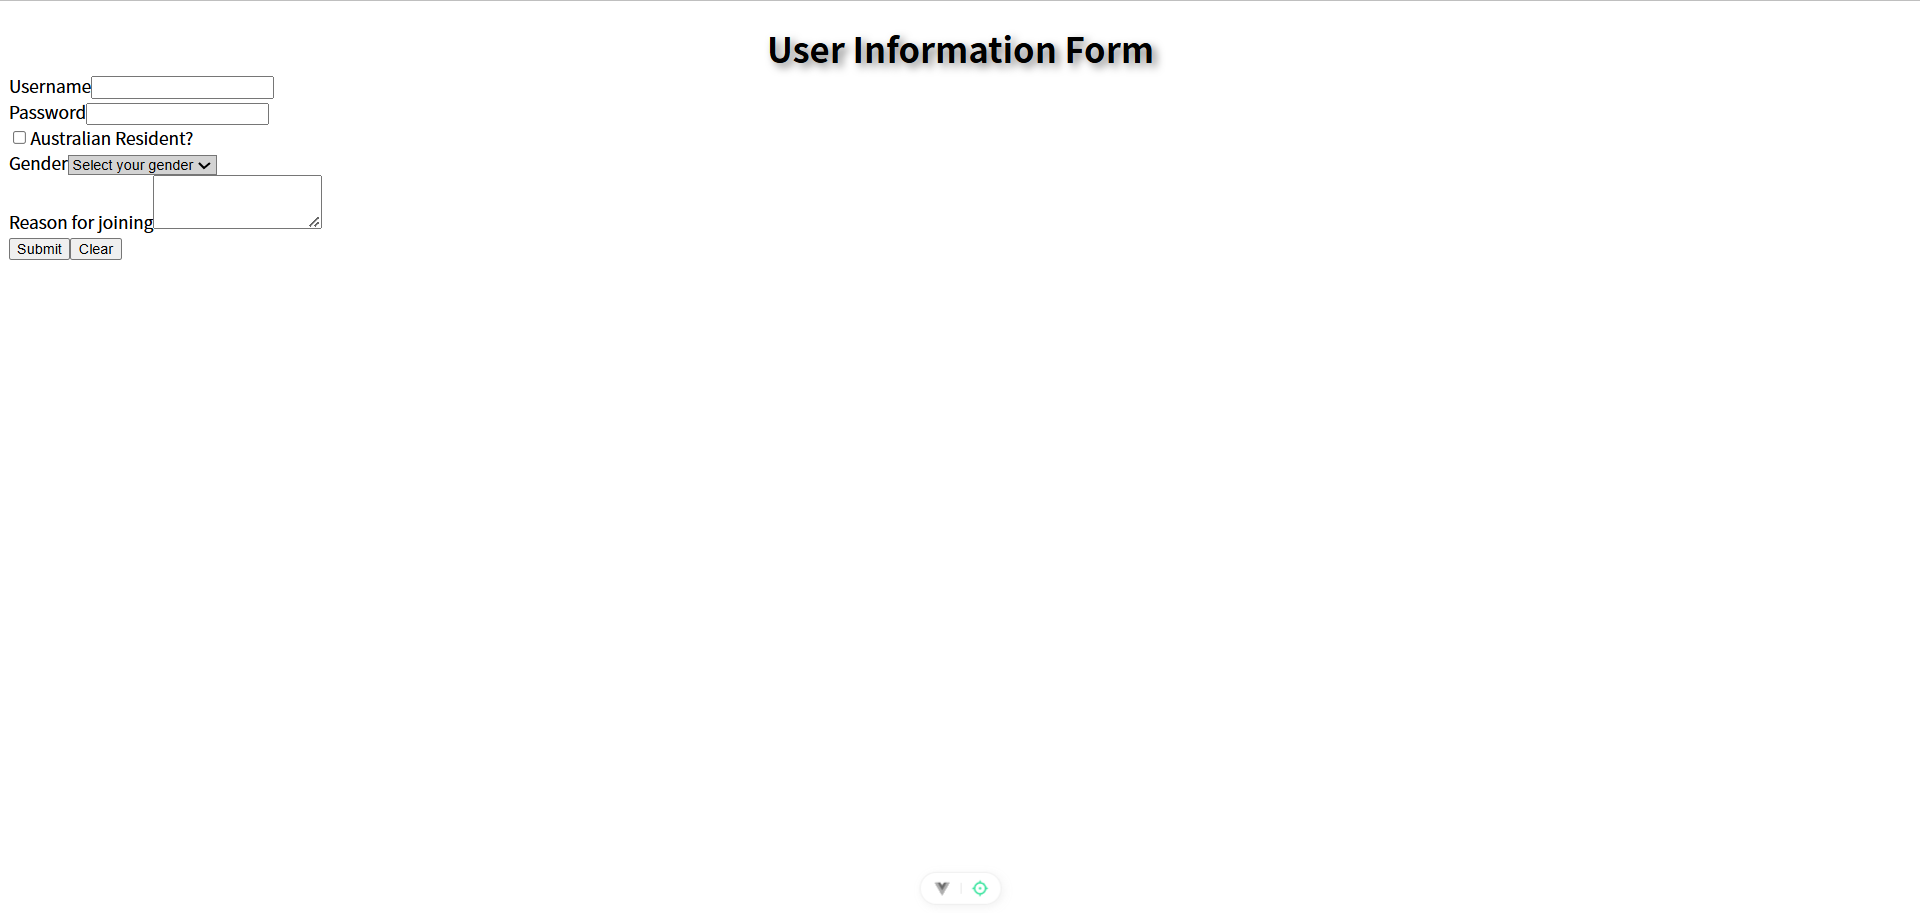 User Information Form
Username
Password
Australian Resident?
Gender Select your gender
Reason for joining
Submit Clear